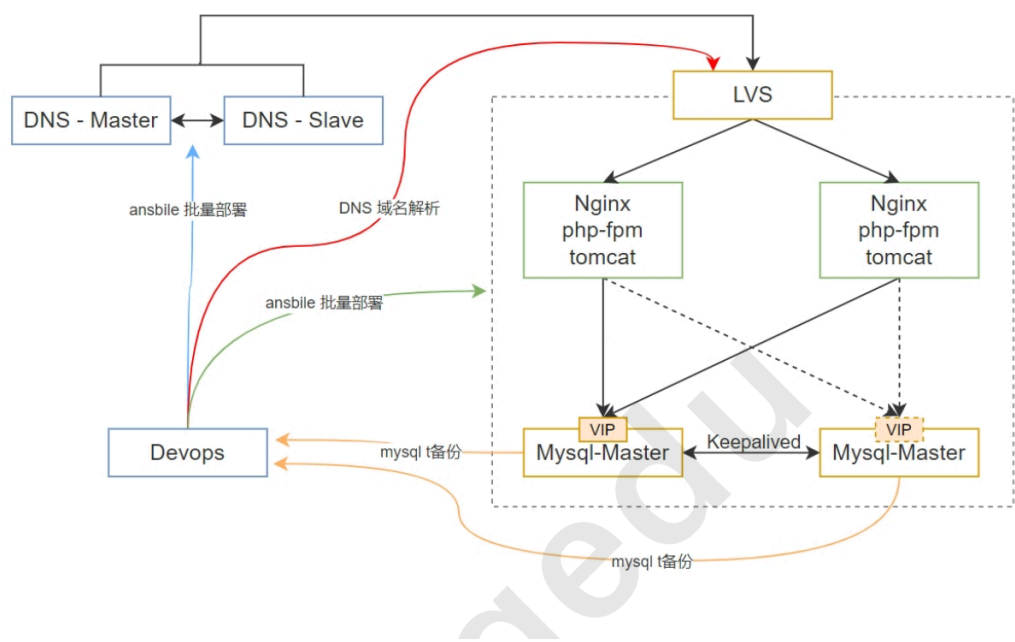 LVS
DNS - Master
DNS - Slave
ansbile 批量部署
DNS 域名解析
Nginx
php-fpm
tomcat
Nginx
php-fpm
tomcat
ansbile 批量部署
VIP
VIP
Devops
mysql t备份
Mysql-Master
Keepalived
Mysql-Master
mysql t备份
gedu